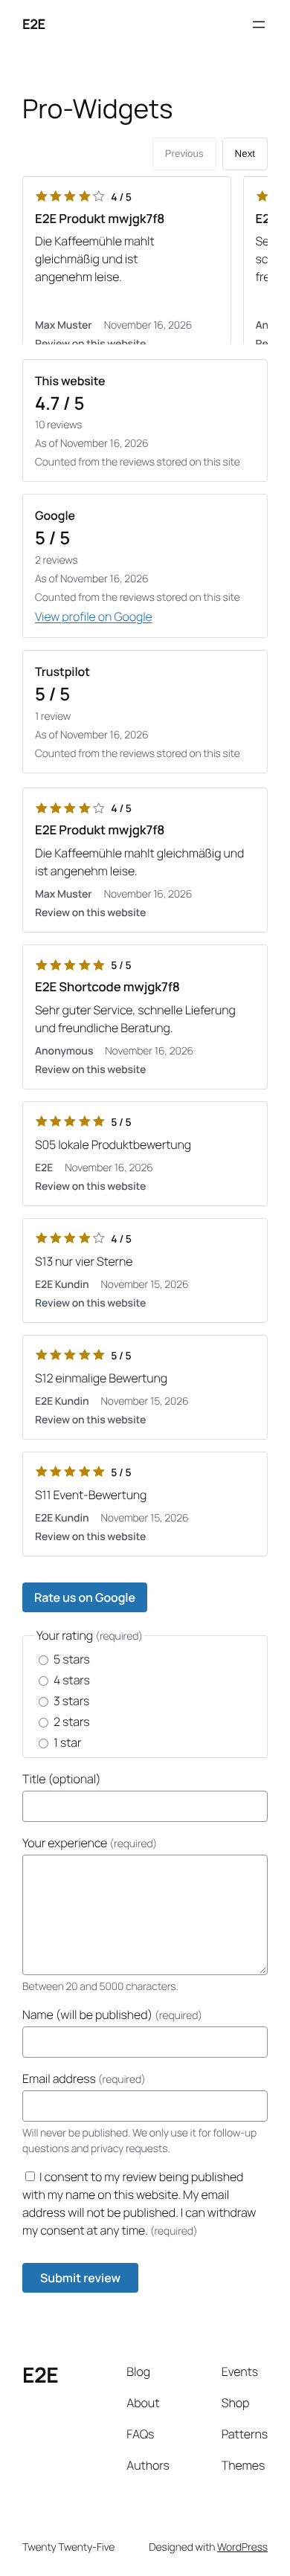 E2E
Pro-Widgets
Previous Next
4 / 5
E2E Produkt mwjgk7f8
Die Kaffeemühle mahlt
gleichmäßig und ist
angenehm leise.
Max Muster November 16, 2026
Review on this website
This website
4.7 / 5
10 reviews
As of November 16, 2026
Counted from the reviews stored on this site
Google
5 / 5
2 reviews
As of November 16, 2026
Counted from the reviews stored on this site
View profile on Google
Trustpilot
5 / 5
1 review
As of November 16, 2026
Counted from the reviews stored on this site
4 / 5
E2E Produkt mwjgk7f8
Die Kaffeemühle mahlt gleichmäßig und
ist angenehm leise.
Max Muster November 16, 2026
Review on this website
5 / 5
E2E Shortcode mwjgk7f8
Sehr guter Service, schnelle Lieferung
und freundliche Beratung.
Anonymous November 16, 2026
Review on this website
5 / 5
S05 lokale Produktbewertung
E2E November 16, 2026
Review on this website
4 / 5
S13 nur vier Sterne
E2E Kundin November 15, 2026
Review on this website
5 / 5
S12 einmalige Bewertung
E2E Kundin November 15, 2026
Review on this website
5 / 5
S11 Event-Bewertung
E2E Kundin November 15, 2026
Review on this website
Rate us on Google
Your rating (required)
5 stars
4 stars
3 stars
2 stars
1 star
Title (optional)
Your experience (required)
Between 20 and 5000 characters.
Name (will be published) (required)
Email address (required)
Will never be published. We only use it for follow-up
questions and privacy requests.
I consent to my review being published
with my name on this website. My email
address will not be published. I can withdraw
my consent at any time. (required)
Submit review
E2E
Blog Events
About Shop
FAQs Patterns
Authors Themes
Twenty Twenty-Five Designed with WordPress